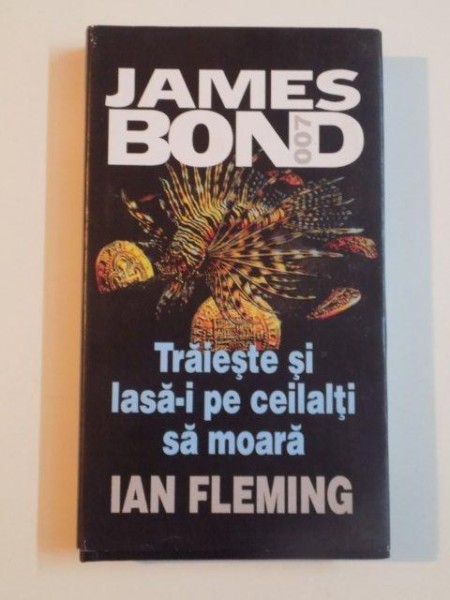 JAMES
BOND 007
Trăieşte şi
lasă-i pe ceilalţi
să moară
IAN FLEMING